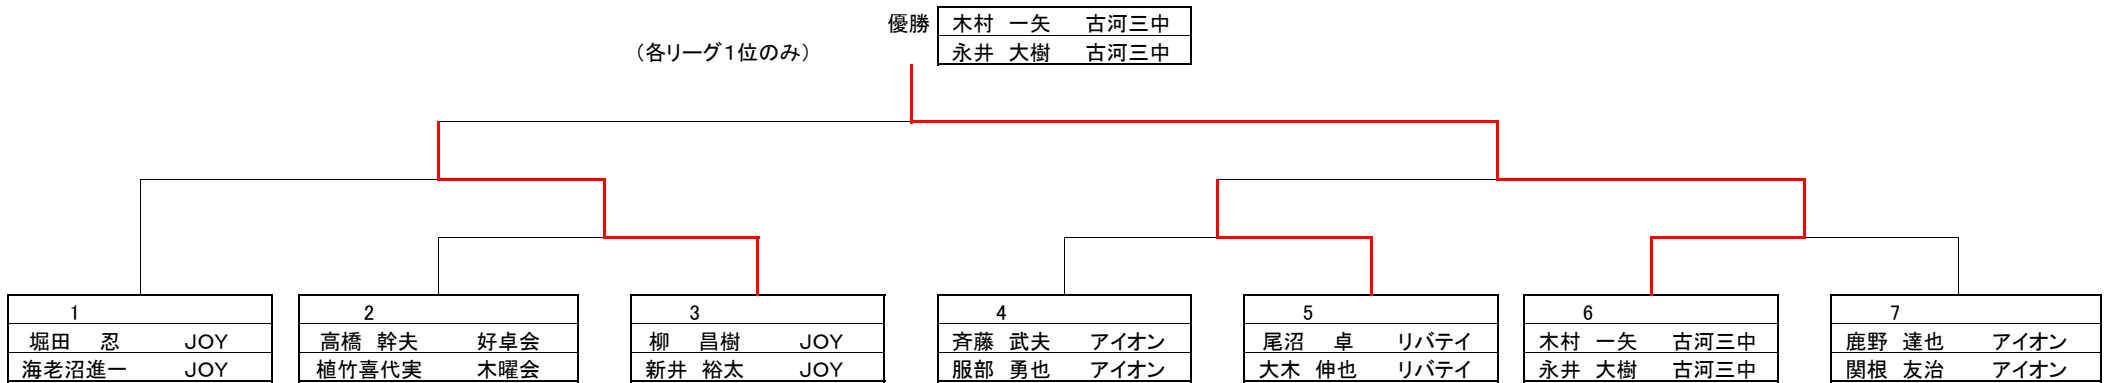 優勝 木村 一矢 古河三中
(各リーグ1位のみ) 永井 大樹 古河三中
1 2 3 4 5 6 7
堀田 忍 JOY 高橋 幹夫 好卓会 柳 昌樹 JOY 斉藤 武夫 アイオン 尾沼 卓 リバテイ 木村 一矢 古河三中 鹿野 達也 アイオン
海老沼進一 JOY 植竹喜代実 木曜会 新井 裕太 JOY 服部 勇也 アイオン 大木 伸也 リバテイ 永井 大樹 古河三中 関根 友治 アイオン